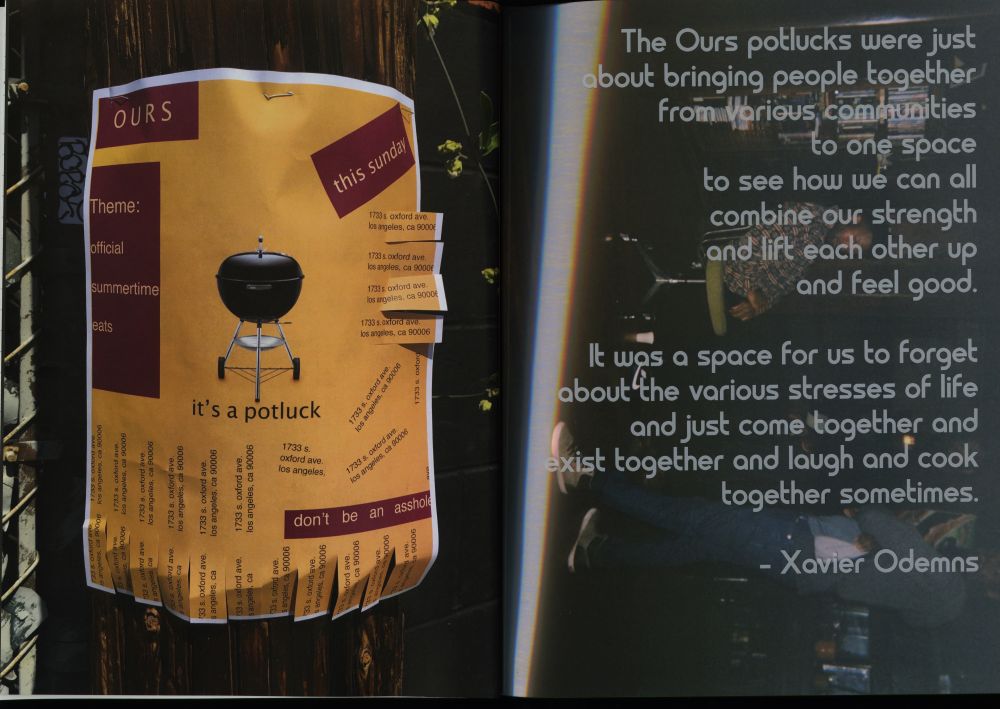 OURS
this sunday
Theme:
official
summertime
eats
1733 s. oxford ave.
los angeles, ca 90006
1733 s. oxford ave.
los angeles, ca 90006
1733 s. oxford ave.
los angeles, ca 90006
1733 s. oxford ave.
los angeles, ca 90006
1733 s. oxford ave.
los angeles, ca 90006
1733 s. oxford ave.
it's a potluck
1733 s. oxford ave.
los angeles, ca 90006
1733 s. oxford ave.
los angeles, ca 90006
1733 s. oxford ave.
los angeles, ca 90006
1733 s. oxford ave.
los angeles, ca 90006
1733 s. oxford ave.
los angeles, ca 90006
1733 s.
oxford ave.
los angeles,
1733 s. oxford ave.
los angeles, ca 90006
don't be an asshole
1733 s. oxford ave.
los angeles, ca
1733 s. oxford ave.
los angeles, ca 90006
The Ours potlucks were just
about bringing people together
from various communities
to one space
to see how we can all
combine our strength
and lift each other up
and feel good.
It was a space for us to forget
about the various stresses of life
and just come together and
exist together and laugh and cook
together sometimes.
- Xavier Odemns